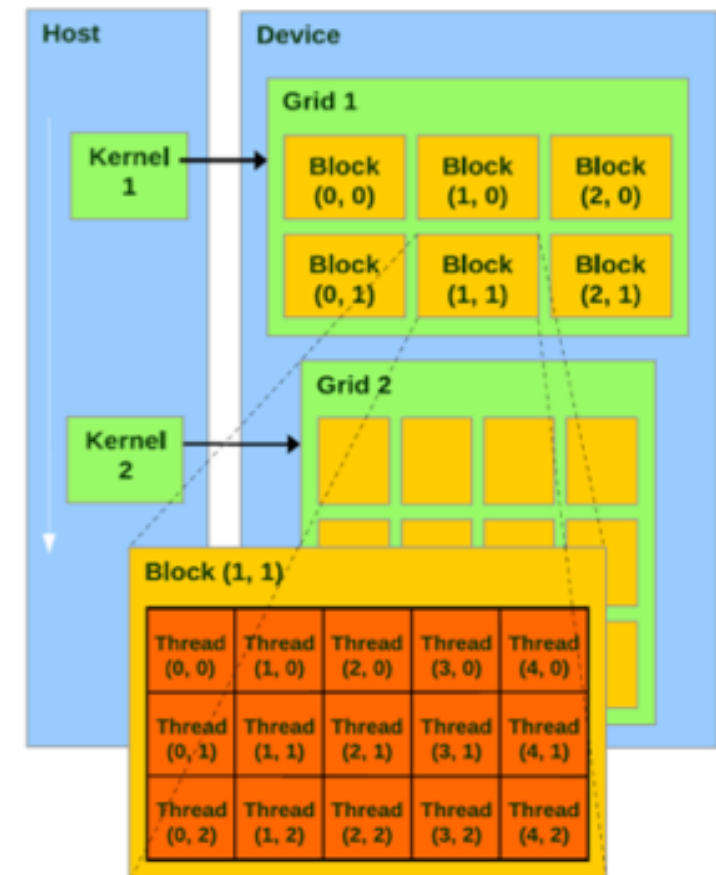 Host
Device
Grid 1
Kernel
1
Block
(0, 0)
Block
(1, 0)
Block
(2, 0)
Block
(0, 1)
Block
(1, 1)
Block
(2, 1)
Grid 2
Kernel
2
Block (1, 1)
Thread
(0, 0)
Thread
(1, 0)
Thread
(2, 0)
Thread
(3, 0)
Thread
(4, 0)
Thread
(0, 1)
Thread
(1, 1)
Thread
(2, 1)
Thread
(3, 1)
Thread
(4, 1)
Thread
(0, 2)
Thread
(1, 2)
Thread
(2, 2)
Thread
(3, 2)
Thread
(4, 2)